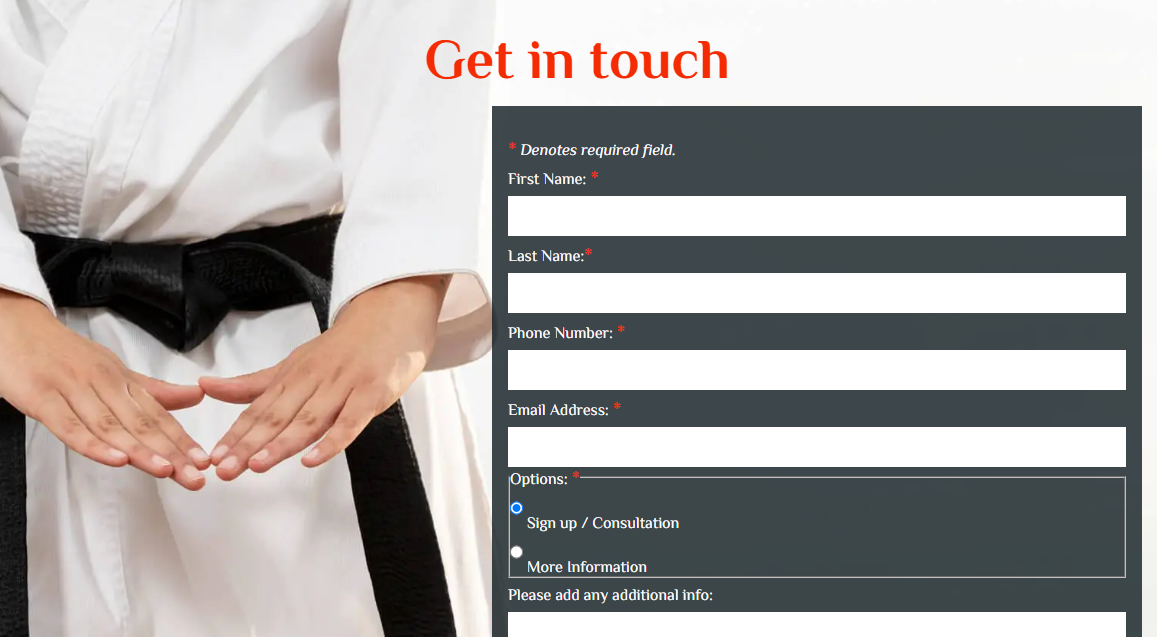 Get in touch
* Denotes required field.
First Name: *
Last Name:*
Phone Number: *
Email Address: *
Options: *
Sign up / Consultation
More Information
Please add any additional info: